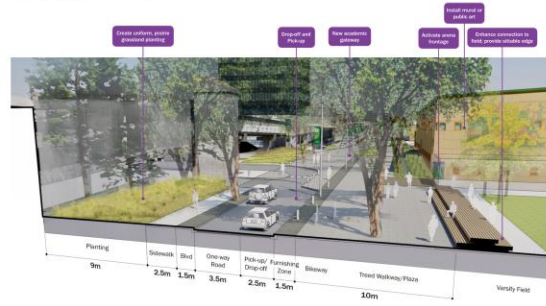 Install mural or
public art
Create uniform, prairie
grassland planting
Drop-off and
Pick-up
New academic
gateway
Activate arena
frontage
Enhance connection to
field; provide sittable edge
Planting
Sidewalk
Blvd
One-way
Road
Pick-up/
Drop-off
Furnishing
Zone
Bikeway
Treed Walkway/Plaza
Varsity Field
9m
2.5m
1.5m
3.5m
2.5m
1.5m
10m